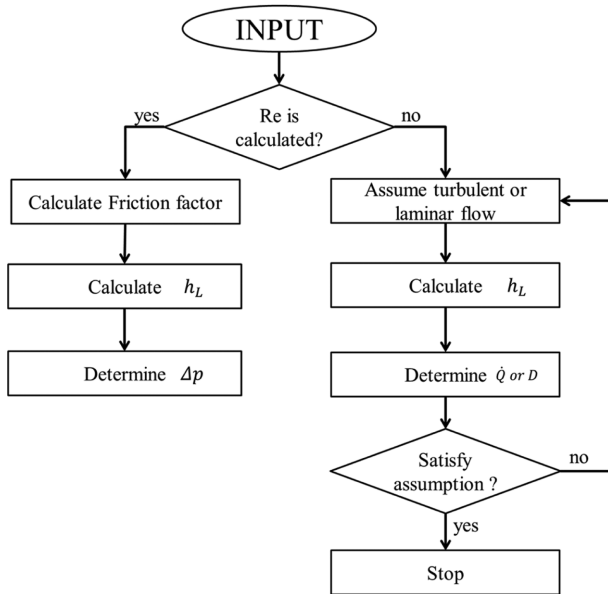 INPUT
Re is
calculated?
yes
no
Calculate Friction factor
Calculate h_L
Determine Δp
Assume turbulent or
laminar flow
Calculate h_L
Determine Q̇ or D
Satisfy
assumption ?
no
yes
Stop